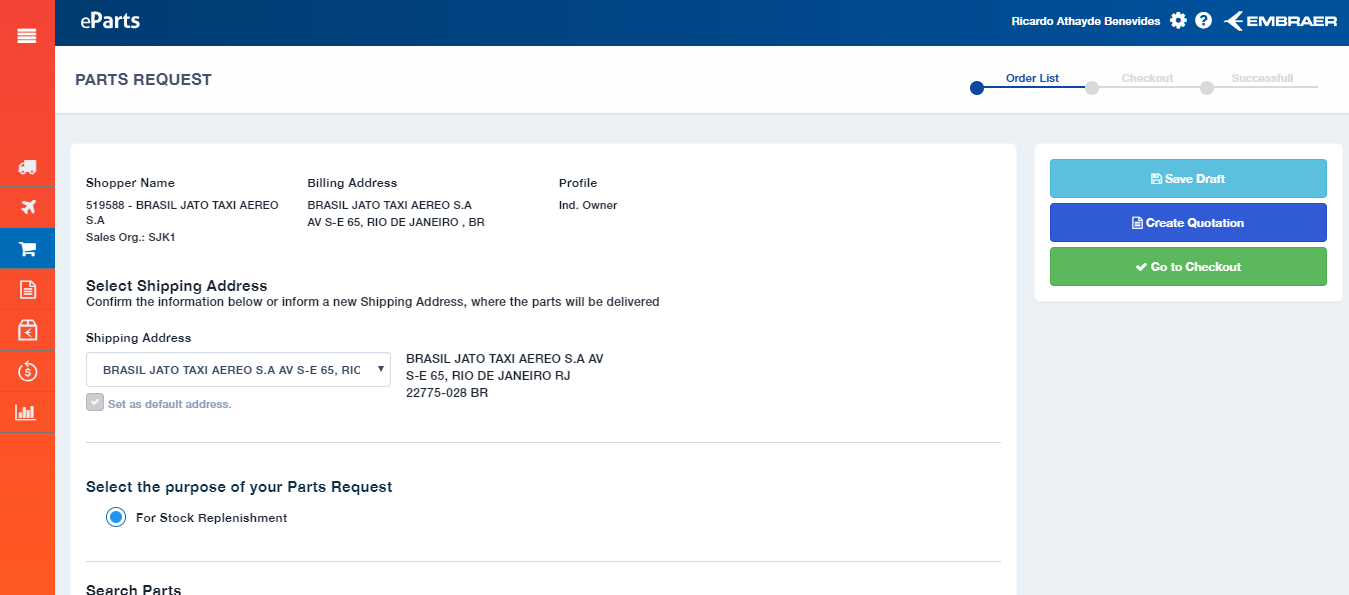 eParts
Ricardo Athayde Benevides
EMBRAER
PARTS REQUEST
Order List
Checkout
Successfull
Shopper Name
519588 - BRASIL JATO TAXI AEREO
S.A
Sales Org.: SJK1
Billing Address
BRASIL JATO TAXI AEREO S.A
AV S-E 65, RIO DE JANEIRO , BR
Profile
Ind. Owner
Save Draft
Create Quotation
Go to Checkout
Select Shipping Address
Confirm the information below or inform a new Shipping Address, where the parts will be delivered
Shipping Address
BRASIL JATO TAXI AEREO S.A AV S-E 65, RIO
BRASIL JATO TAXI AEREO S.A AV
S-E 65, RIO DE JANEIRO RJ
22775-028 BR
Set as default address.
Select the purpose of your Parts Request
For Stock Replenishment
Search Parts